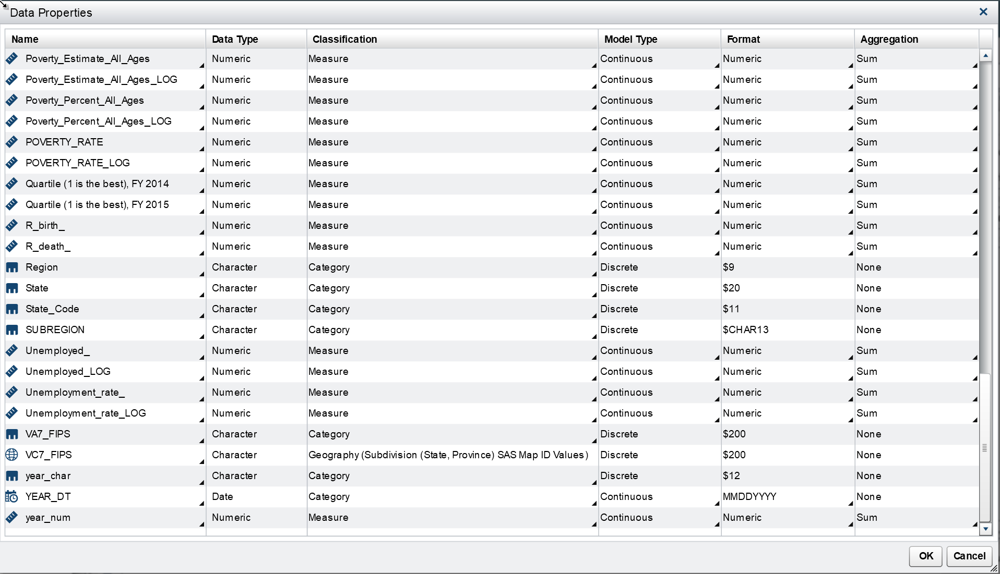 Data Properties
Name Data Type Classification Model Type Format Aggregation
Poverty_Estimate_All_Ages Numeric Measure Continuous Numeric Sum
Poverty_Estimate_All_Ages_LOG Numeric Measure Continuous Numeric Sum
Poverty_Percent_All_Ages Numeric Measure Continuous Numeric Sum
Poverty_Percent_All_Ages_LOG Numeric Measure Continuous Numeric Sum
POVERTY_RATE Numeric Measure Continuous Numeric Sum
POVERTY_RATE_LOG Numeric Measure Continuous Numeric Sum
Quartile (1 is the best), FY 2014 Numeric Measure Continuous Numeric Sum
Quartile (1 is the best), FY 2015 Numeric Measure Continuous Numeric Sum
R_birth_ Numeric Measure Continuous Numeric Sum
R_death_ Numeric Measure Continuous Numeric Sum
Region Character Category Discrete $9 None
State Character Category Discrete $20 None
State_Code Character Category Discrete $11 None
SUBREGION Character Category Discrete $CHAR13 None
Unemployed_ Numeric Measure Continuous Numeric Sum
Unemployed_LOG Numeric Measure Continuous Numeric Sum
Unemployment_rate_ Numeric Measure Continuous Numeric Sum
Unemployment_rate_LOG Numeric Measure Continuous Numeric Sum
VA7_FIPS Character Category Discrete $200 None
VC7_FIPS Character Geography (Subdivision (State, Province) SAS Map ID Values) Discrete $200 None
year_char Character Category Discrete $12 None
YEAR_DT Date Category Continuous MMDDYYYY None
year_num Numeric Measure Continuous Numeric Sum
OK Cancel